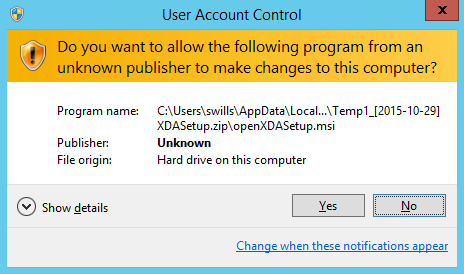 User Account Control
x
Do you want to allow the following program from an
unknown publisher to make changes to this computer?
Program name: C:\Users\swills\AppData\Local...\Temp1_[2015-10-29]
XDASetup.zip\openXDASetup.msi
Publisher: Unknown
File origin: Hard drive on this computer
Show details
Yes No
Change when these notifications appear